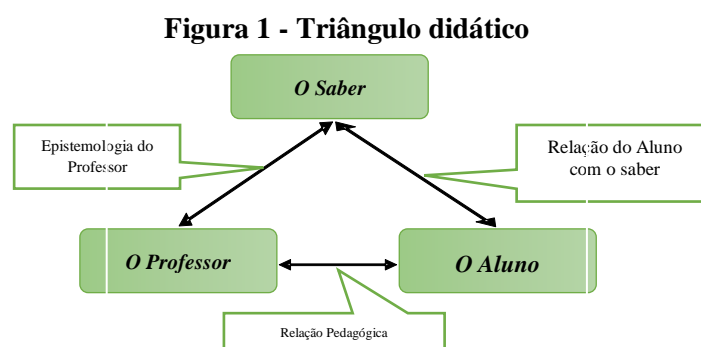 Figura 1 - Triângulo didático
O Saber
Epistemologia do
Professor
Relação do Aluno
com o saber
O Professor
O Aluno
Relação Pedagógica